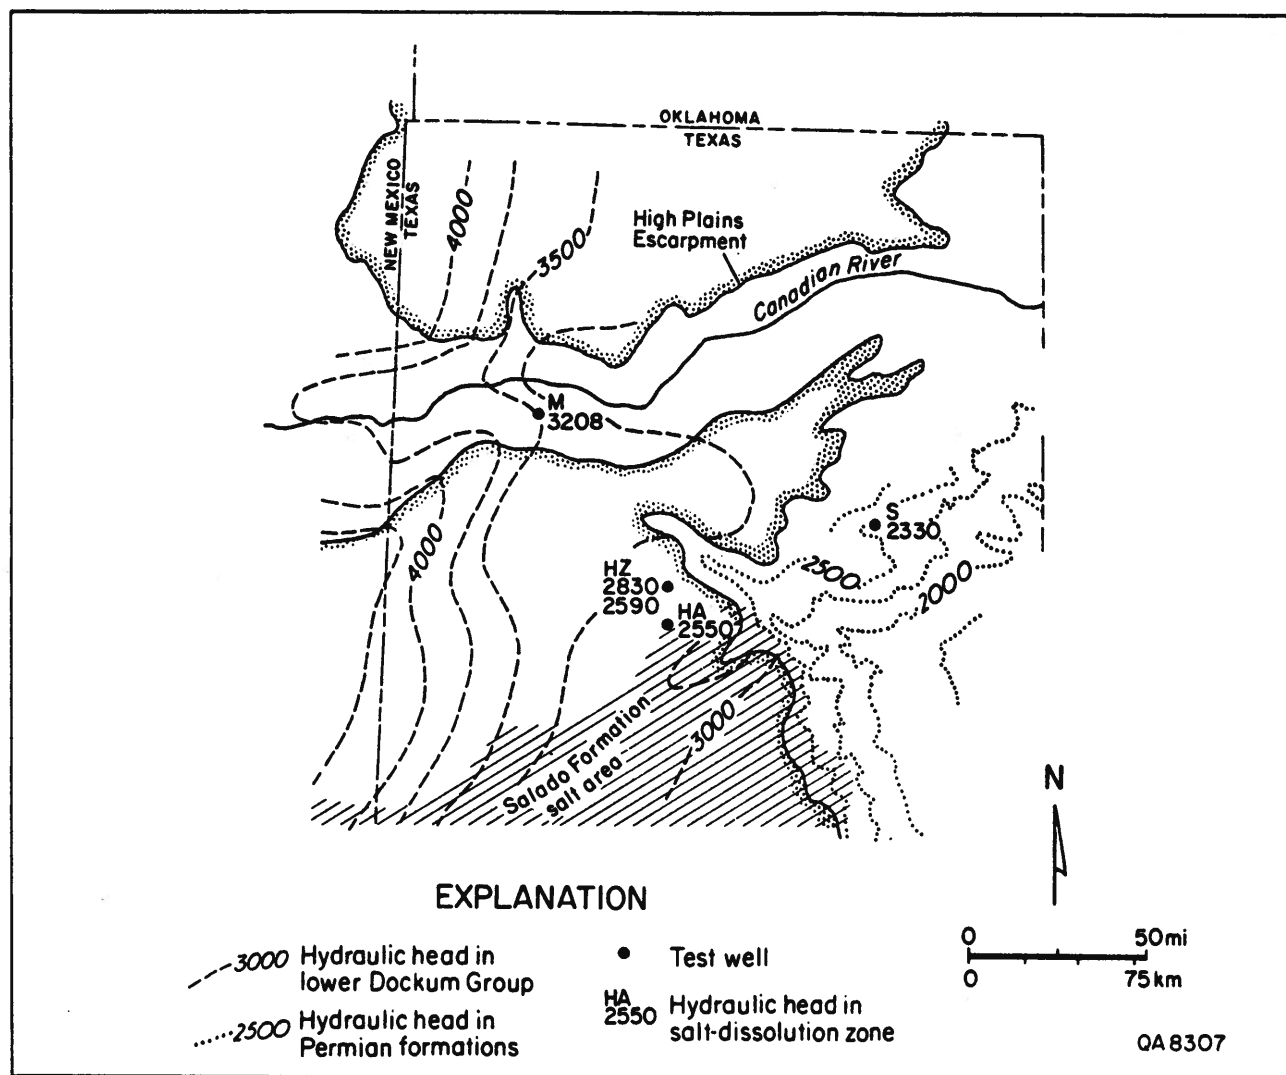 OKLAHOMA
TEXAS
NEW MEXICO
TEXAS
4000
3500
High Plains
Escarpment
Canadian River
M
3208
S
2330
4000
2500
2000
HZ
2830
2590
HA
2550
3000
Salado Formation
salt area
N
EXPLANATION
3000 Hydraulic head in
lower Dockum Group
2500 Hydraulic head in
Permian formations
Test well
HA
2550
Hydraulic head in
salt-dissolution zone
0 50mi
0 75km
QA8307